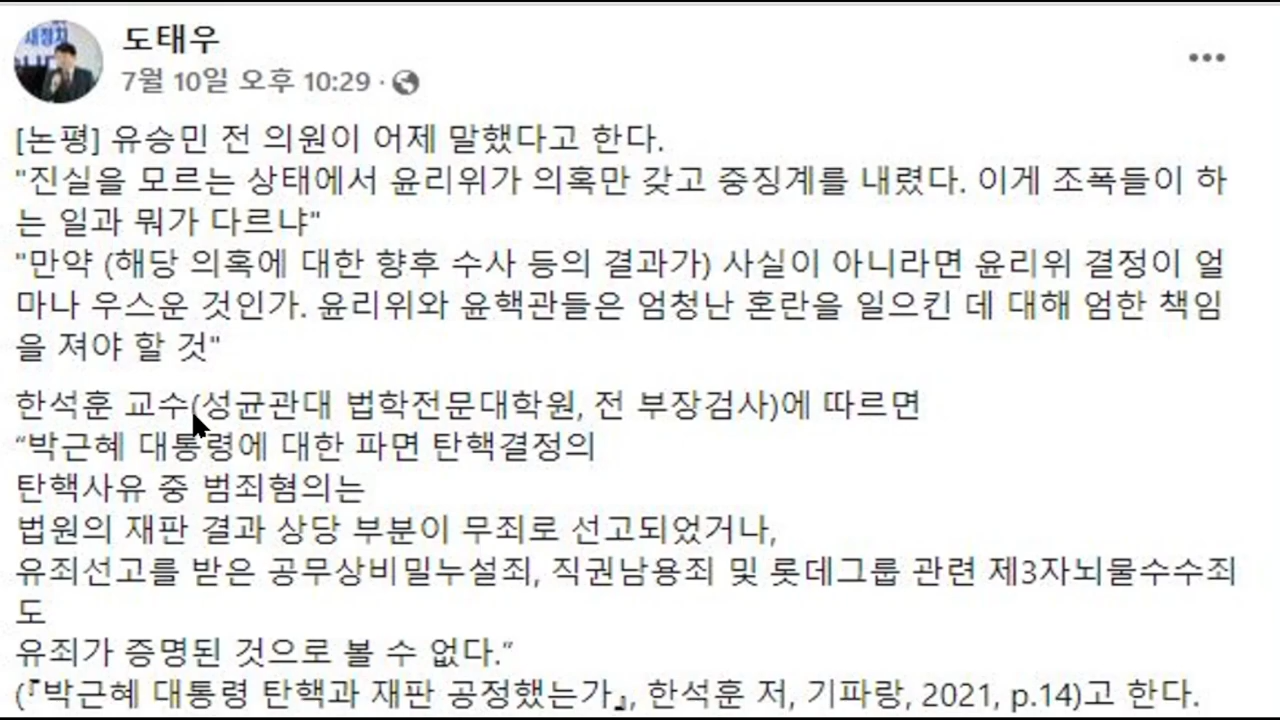 새정치
도태우
7월 10일 오후 10:29 ·
[논평] 유승민 전 의원이 어제 말했다고 한다.
"진실을 모르는 상태에서 윤리위가 의혹만 갖고 중징계를 내렸다. 이게 조폭들이 하
는 일과 뭐가 다르냐"
"만약 (해당 의혹에 대한 향후 수사 등의 결과가) 사실이 아니라면 윤리위 결정이 얼
마나 우스운 것인가. 윤리위와 윤핵관들은 엄청난 혼란을 일으킨 데 대해 엄한 책임
을 져야 할 것"
한석훈 교수(성균관대 법학전문대학원, 전 부장검사)에 따르면
“박근혜 대통령에 대한 파면 탄핵결정의
탄핵사유 중 범죄혐의는
법원의 재판 결과 상당 부분이 무죄로 선고되었거나,
유죄선고를 받은 공무상비밀누설죄, 직권남용죄 및 롯데그룹 관련 제3자뇌물수수죄
도
유죄가 증명된 것으로 볼 수 없다.”
(『박근혜 대통령 탄핵과 재판 공정했는가』, 한석훈 저, 기파랑, 2021, p.14)고 한다.